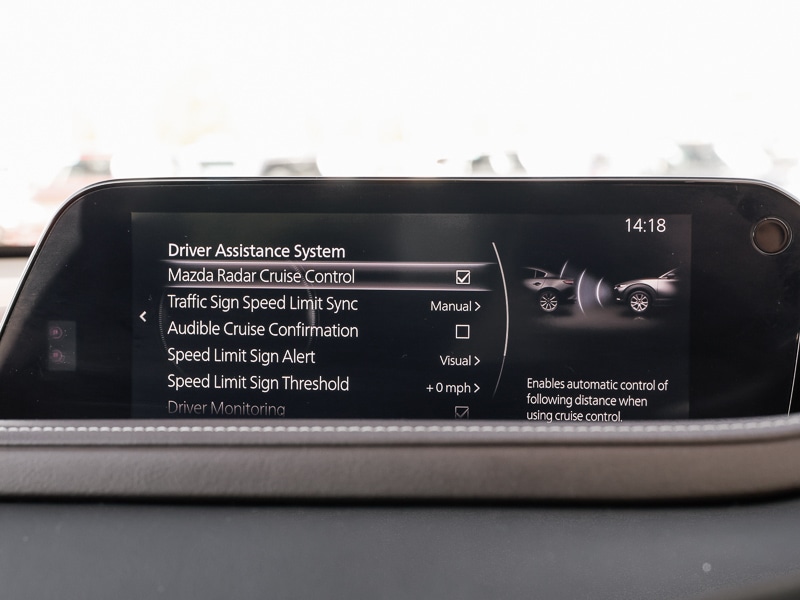 14:18
Driver Assistance System
Mazda Radar Cruise Control
Traffic Sign Speed Limit Sync Manual >
Audible Cruise Confirmation
Speed Limit Sign Alert Visual >
Speed Limit Sign Threshold + 0 mph >
Driver Monitoring
Enables automatic control of
following distance when
using cruise control.